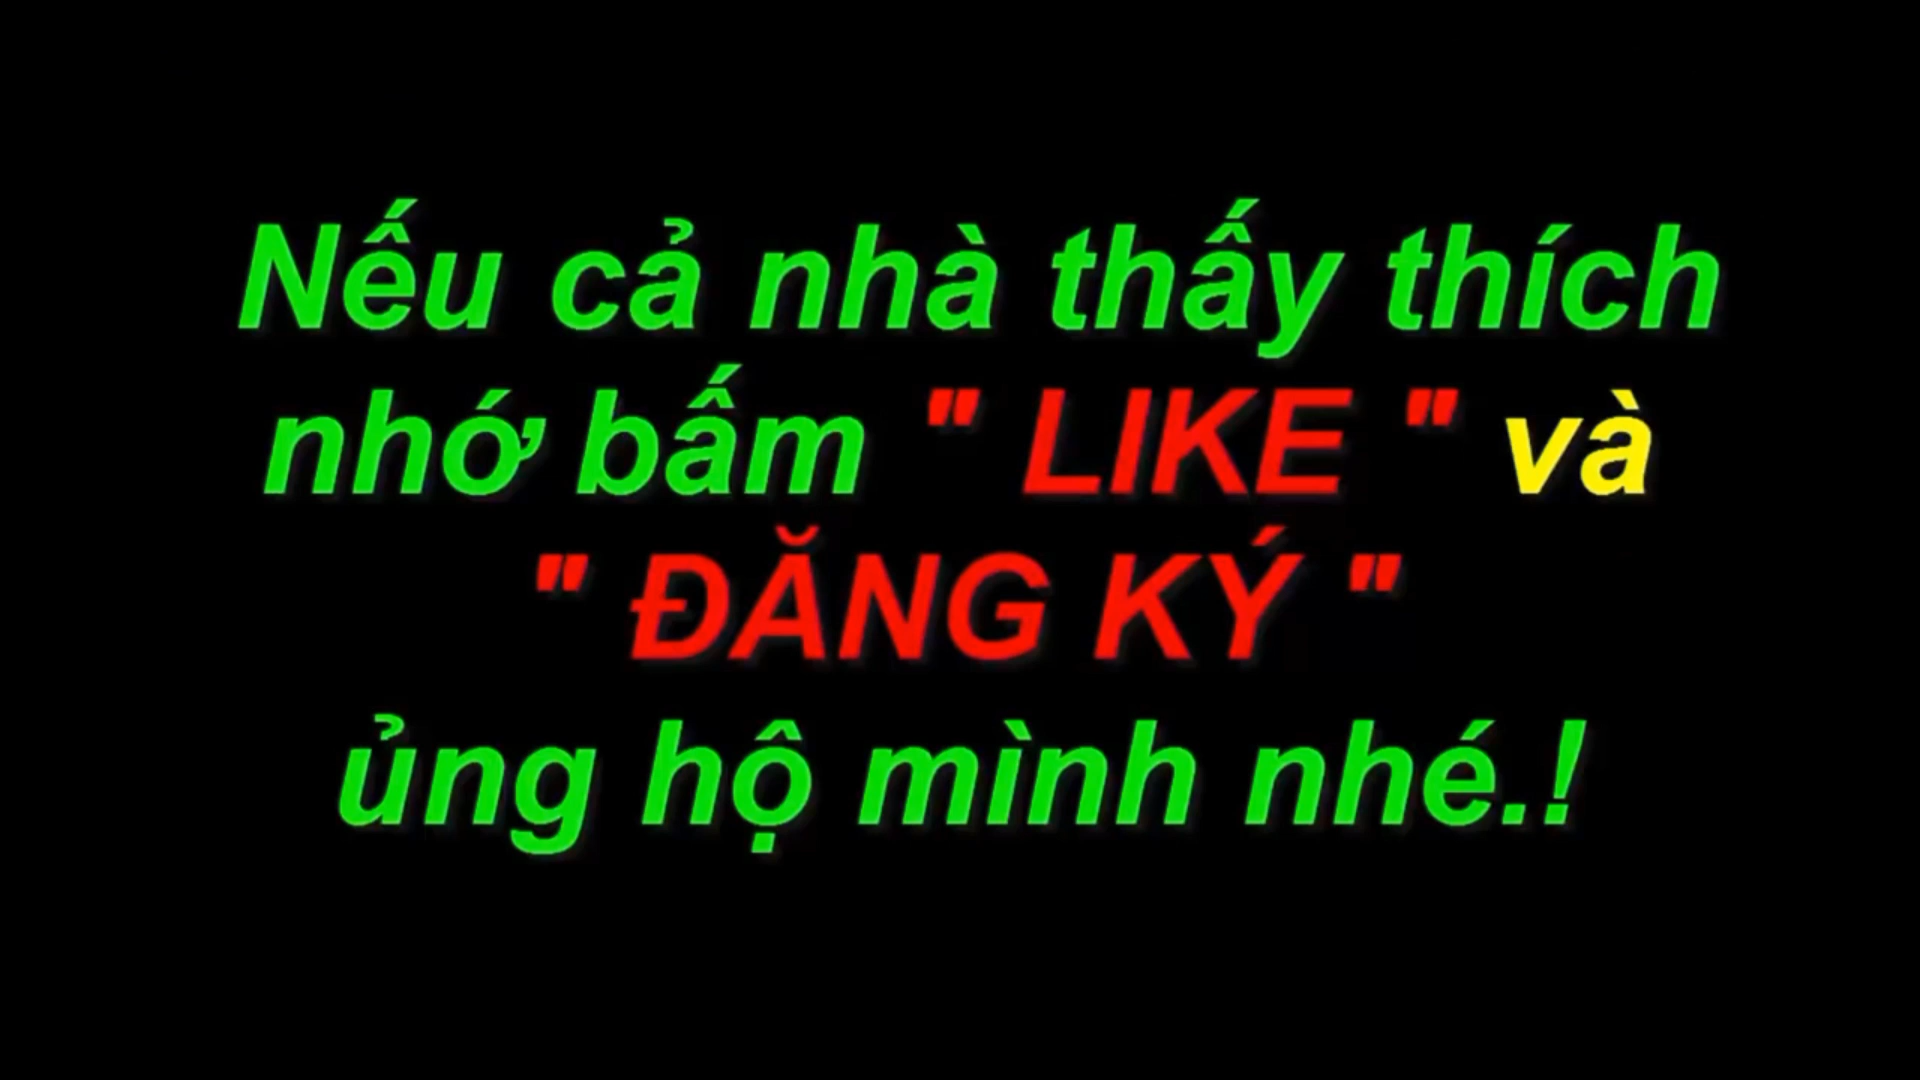 Nếu cả nhà thấy thích
nhớ bấm " LIKE " và
" ĐĂNG KÝ "
ủng hộ mình nhé.!